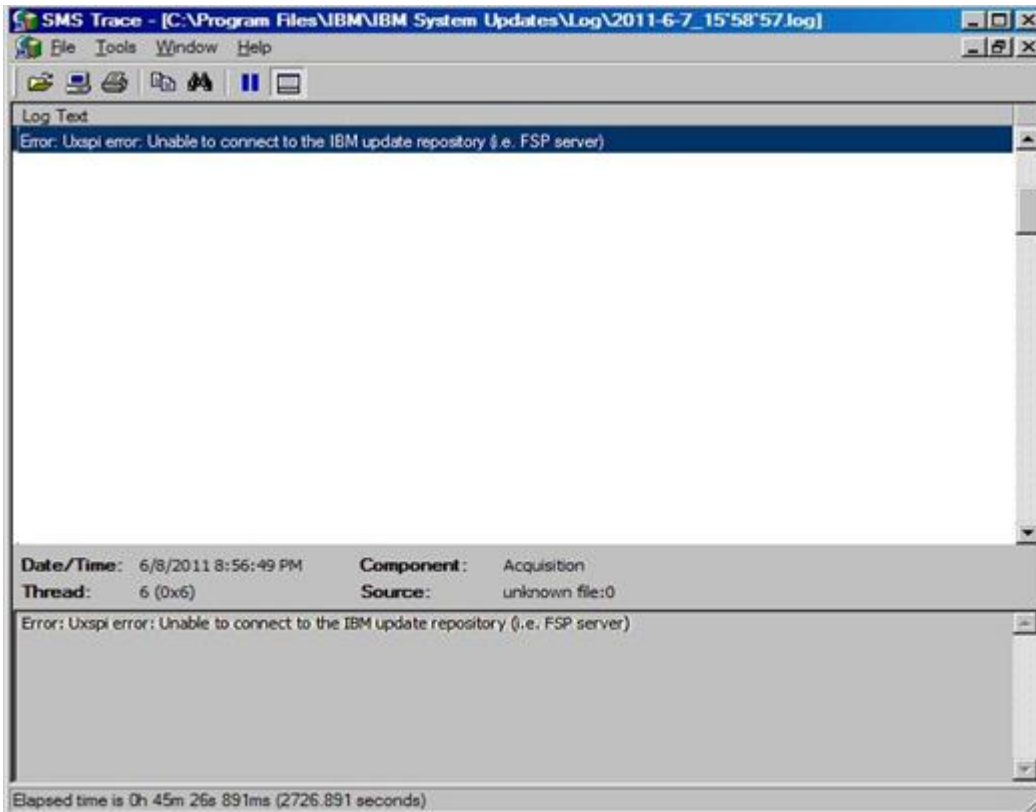 SMS Trace - [C:\Program Files\IBM\IBM System Updates\Log\2011-6-7_15'58'57.log]
File Tools Window Help
Log Text
Error: Uxspi error: Unable to connect to the IBM update repository (i.e. FSP server)
Date/Time: 6/8/2011 8:56:49 PM Component: Acquisition
Thread: 6 (0x6) Source: unknown file:0
Error: Uxspi error: Unable to connect to the IBM update repository (i.e. FSP server)
Elapsed time is 0h 45m 26s 891ms (2726.891 seconds)